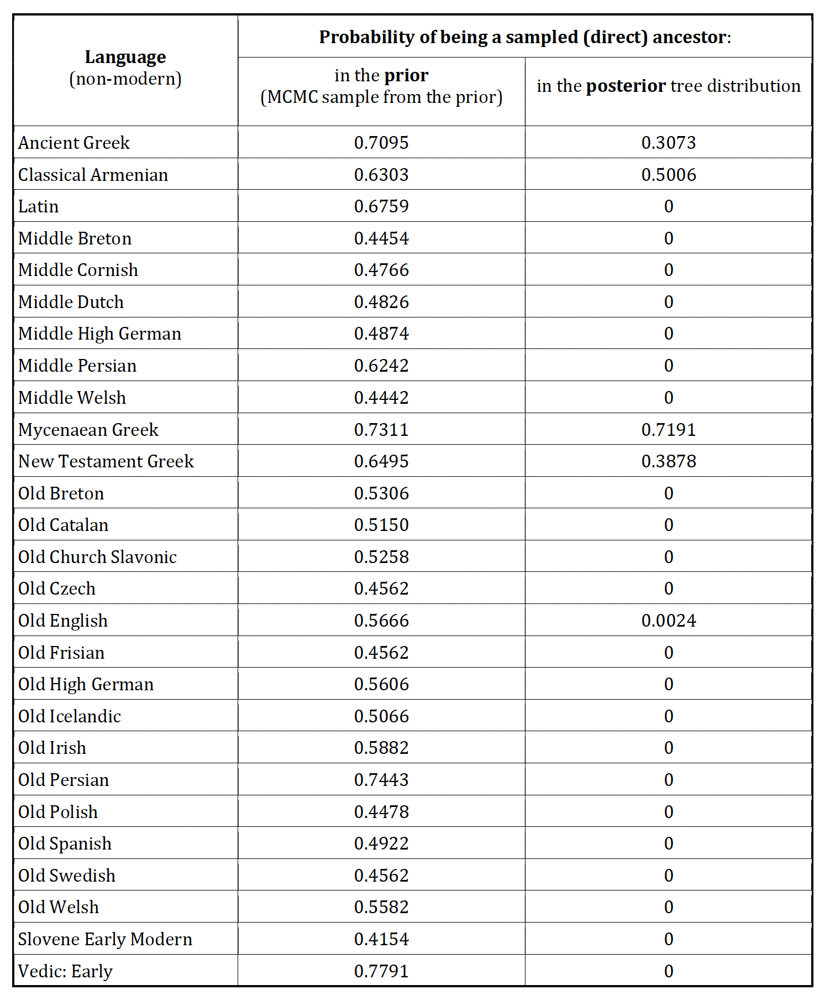 Language
(non-modern)
Probability of being a sampled (direct) ancestor:
in the prior
(MCMC sample from the prior)
in the posterior tree distribution
Ancient Greek 0.7095 0.3073
Classical Armenian 0.6303 0.5006
Latin 0.6759 0
Middle Breton 0.4454 0
Middle Cornish 0.4766 0
Middle Dutch 0.4826 0
Middle High German 0.4874 0
Middle Persian 0.6242 0
Middle Welsh 0.4442 0
Mycenaean Greek 0.7311 0.7191
New Testament Greek 0.6495 0.3878
Old Breton 0.5306 0
Old Catalan 0.5150 0
Old Church Slavonic 0.5258 0
Old Czech 0.4562 0
Old English 0.5666 0.0024
Old Frisian 0.4562 0
Old High German 0.5606 0
Old Icelandic 0.5066 0
Old Irish 0.5882 0
Old Persian 0.7443 0
Old Polish 0.4478 0
Old Spanish 0.4922 0
Old Swedish 0.4562 0
Old Welsh 0.5582 0
Slovene Early Modern 0.4154 0
Vedic: Early 0.7791 0